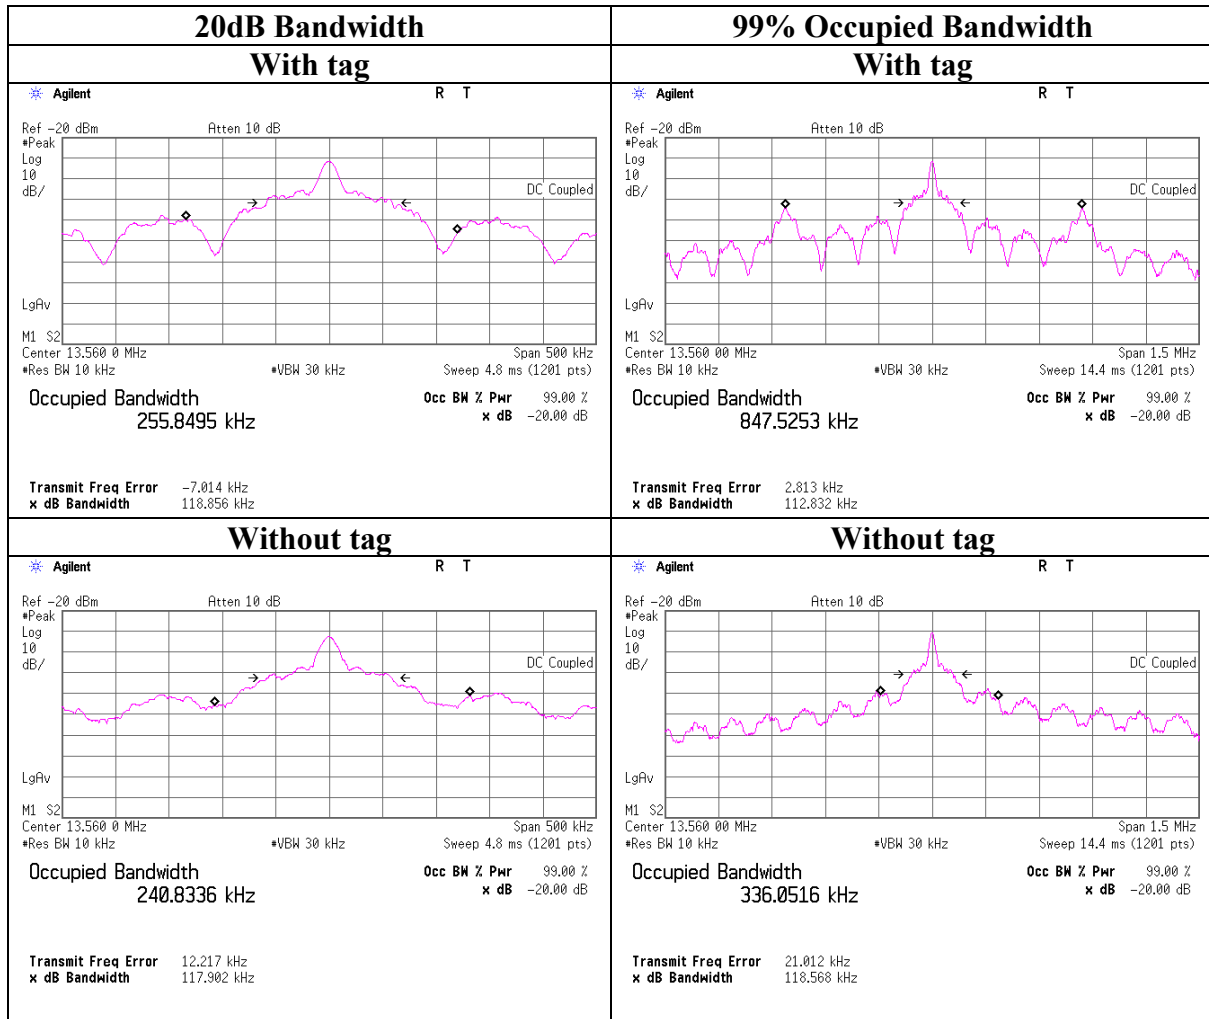 20dB Bandwidth
99% Occupied Bandwidth
With tag
With tag
Agilent R T
Ref -20 dBm Atten 10 dB
#Peak
Log
10
dB/
DC Coupled
LgAv
M1 S2
Center 13.560 0 MHz Span 500 kHz
#Res BW 10 kHz #VBW 30 kHz Sweep 4.8 ms (1201 pts)
Occupied Bandwidth Occ BW % Pwr 99.00 %
255.8495 kHz x dB -20.00 dB
Transmit Freq Error -7.014 kHz
x dB Bandwidth 118.856 kHz
Agilent R T
Ref -20 dBm Atten 10 dB
#Peak
Log
10
dB/
DC Coupled
LgAv
M1 S2
Center 13.560 00 MHz Span 1.5 MHz
#Res BW 10 kHz #VBW 30 kHz Sweep 14.4 ms (1201 pts)
Occupied Bandwidth Occ BW % Pwr 99.00 %
847.5253 kHz x dB -20.00 dB
Transmit Freq Error 2.813 kHz
x dB Bandwidth 112.832 kHz
Without tag
Without tag
Agilent R T
Ref -20 dBm Atten 10 dB
#Peak
Log
10
dB/
DC Coupled
LgAv
M1 S2
Center 13.560 0 MHz Span 500 kHz
#Res BW 10 kHz #VBW 30 kHz Sweep 4.8 ms (1201 pts)
Occupied Bandwidth Occ BW % Pwr 99.00 %
240.8336 kHz x dB -20.00 dB
Transmit Freq Error 12.217 kHz
x dB Bandwidth 117.902 kHz
Agilent R T
Ref -20 dBm Atten 10 dB
#Peak
Log
10
dB/
DC Coupled
LgAv
M1 S2
Center 13.560 00 MHz Span 1.5 MHz
#Res BW 10 kHz #VBW 30 kHz Sweep 14.4 ms (1201 pts)
Occupied Bandwidth Occ BW % Pwr 99.00 %
336.0516 kHz x dB -20.00 dB
Transmit Freq Error 21.012 kHz
x dB Bandwidth 118.568 kHz